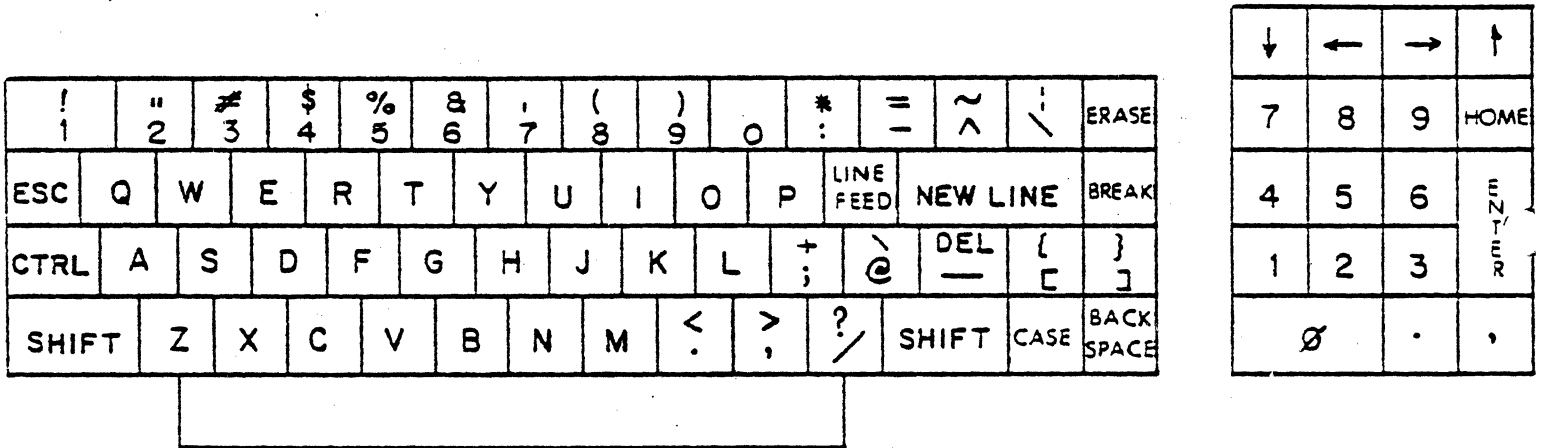 ↓ ← → ↑
! " ≠ $ % & ' ( ) * = ~ ¦ ERASE
1 2 3 4 5 6 7 8 9 0 : - ^ \
7 8 9 HOME
ESC Q W E R T Y U I O P LINE FEED NEW LINE BREAK
4 5 6 ENTER
CTRL A S D F G H J K L + ; \ @ DEL — { [ } ]
1 2 3
SHIFT Z X C V B N M < . > , ? / SHIFT CASE BACK SPACE
Ø . ,